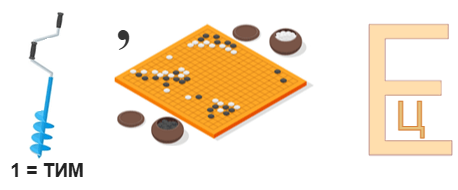 ,
Е
Ц
1 = ТИМ